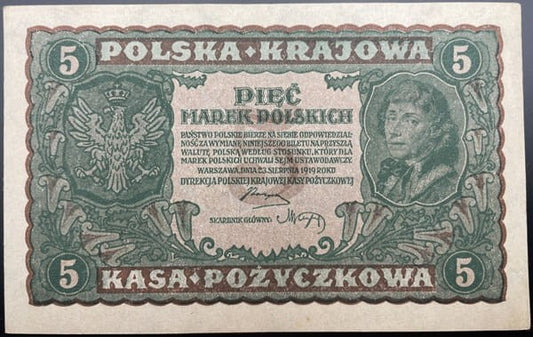 5 POLSKA • KRAJOWA 5
PIĘĆ
MAREK POLSKICH
PAŃSTWO POLSKIE BIERZE NA SIEBIE ODPOWIEDZIAL-
NOŚĆ ZA WYMIANĘ NINIEJSZEGO BILETU NA PRZYSZŁĄ
WALUTĘ POLSKĄ WEDŁUG STOSUNKU, KTÓRY DLA
MAREK POLSKICH UCHWALI SEJM USTAWODAWCZY
WARSZAWA, DNIA 23 SIERPNIA 1919 ROKU
DYREKCJA POLSKIEJ KRAJOWEJ KASY POŻYCZKOWEJ
SKARBNIK GŁÓWNY:
5 KASA • POŻYCZKOWA 5